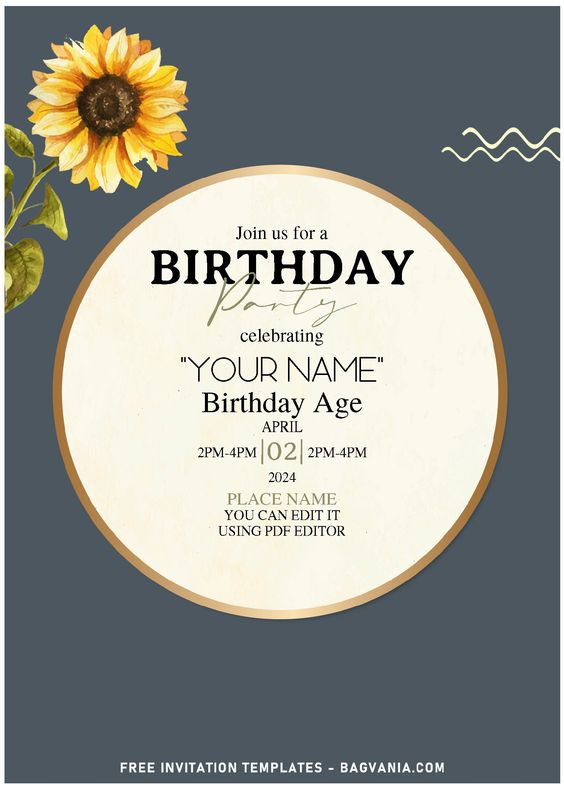 Join us for a
BIRTHDAY
Party
celebrating
"YOUR NAME"
Birthday Age
APRIL
2PM-4PM |02| 2PM-4PM
2024
PLACE NAME
YOU CAN EDIT IT
USING PDF EDITOR
FREE INVITATION TEMPLATES - BAGVANIA.COM